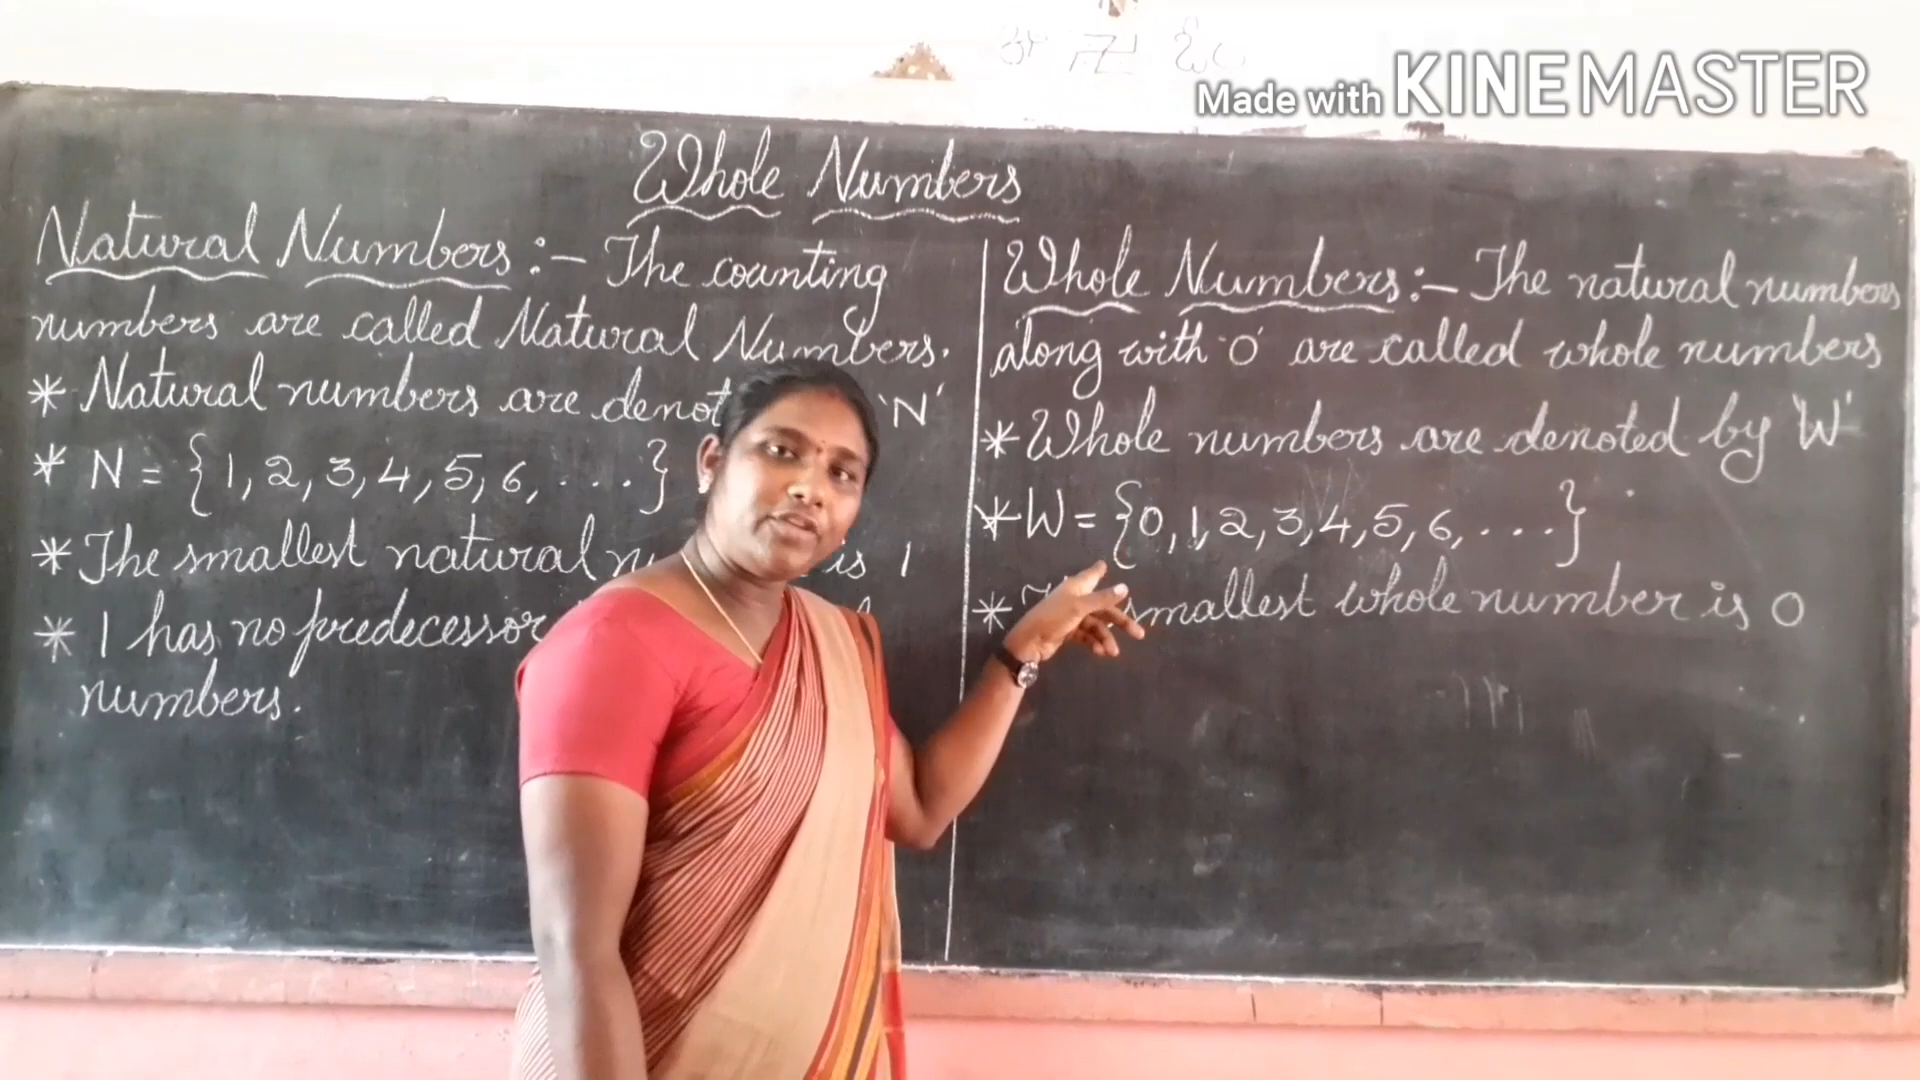 Made with KINEMASTER
Whole Numbers
Natural Numbers :- The counting
numbers are called Natural Numbers.
* Natural numbers are 'N'
* N = {1, 2, 3, 4, 5, 6, ....}
* The smallest natural is 1
* 1 has no predecessor
numbers.
Whole Numbers :- The natural numbers
along with '0' are called whole numbers
* Whole numbers are denoted by 'W'
* W = {0, 1, 2, 3, 4, 5, 6, ....}
* smallest whole number is 0